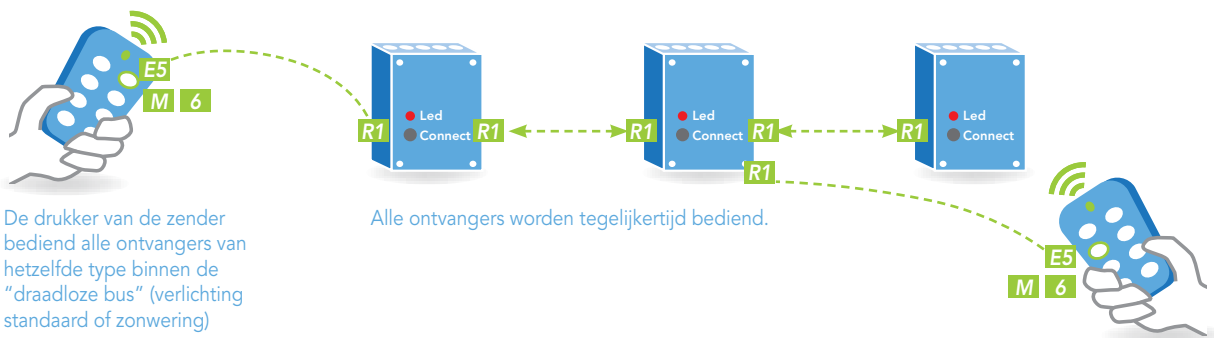 E5
M 6
R1
Led
Connect
R1
R1
Led
Connect
R1
R1
R1
Led
Connect
De drukker van de zender
bediend alle ontvangers van
hetzelfde type binnen de
“draadloze bus” (verlichting
standaard of zonwering)
Alle ontvangers worden tegelijkertijd bediend.
E5
M 6